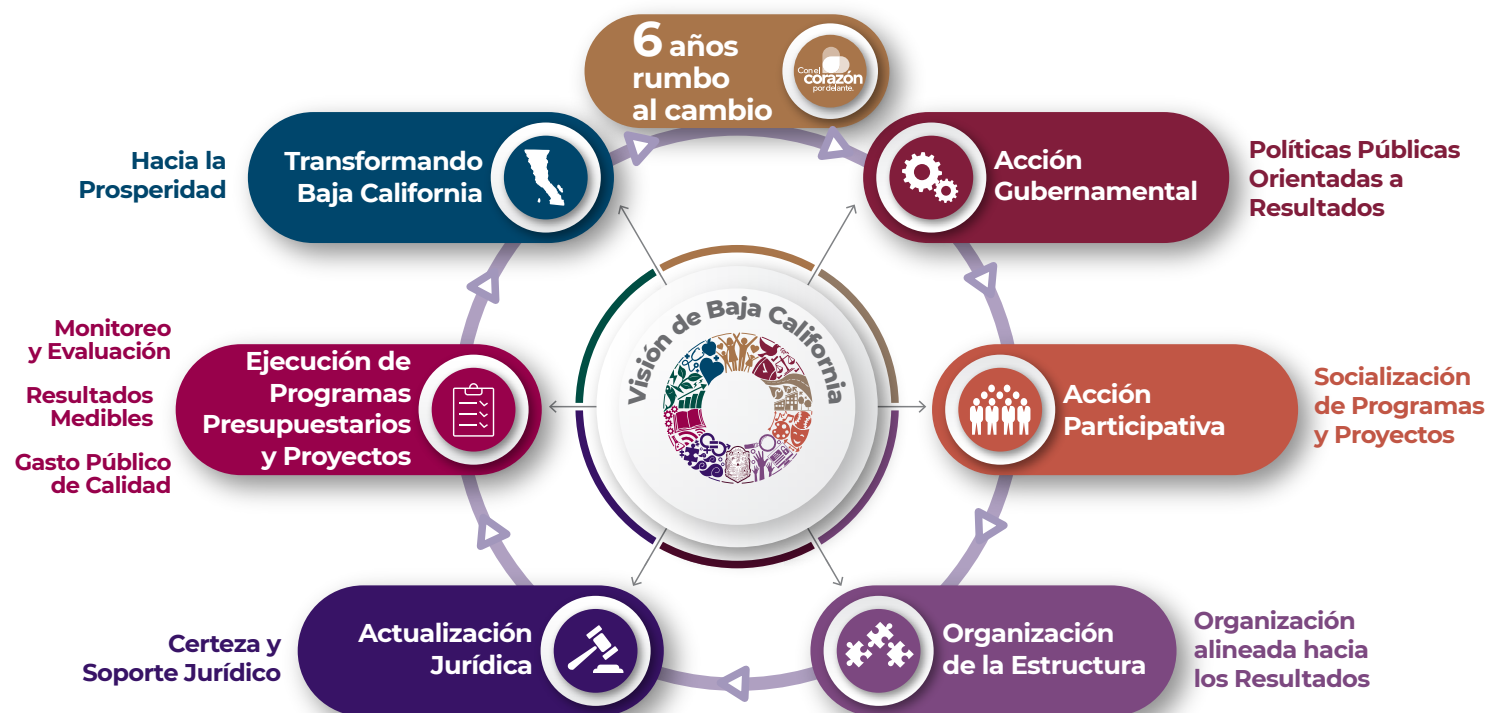 6 años
rumbo
al cambio
Con el
corazón
por delante.
Hacia la
Prosperidad
Transformando
Baja California
Acción
Gubernamental
Políticas Públicas
Orientadas a
Resultados
Visión de Baja California
Monitoreo
y Evaluación
Resultados
Medibles
Gasto Público
de Calidad
Ejecución de
Programas
Presupuestarios
y Proyectos
Acción
Participativa
Socialización
de Programas
y Proyectos
Certeza y
Soporte Jurídico
Actualización
Jurídica
Organización
de la Estructura
Organización
alineada hacia
los Resultados